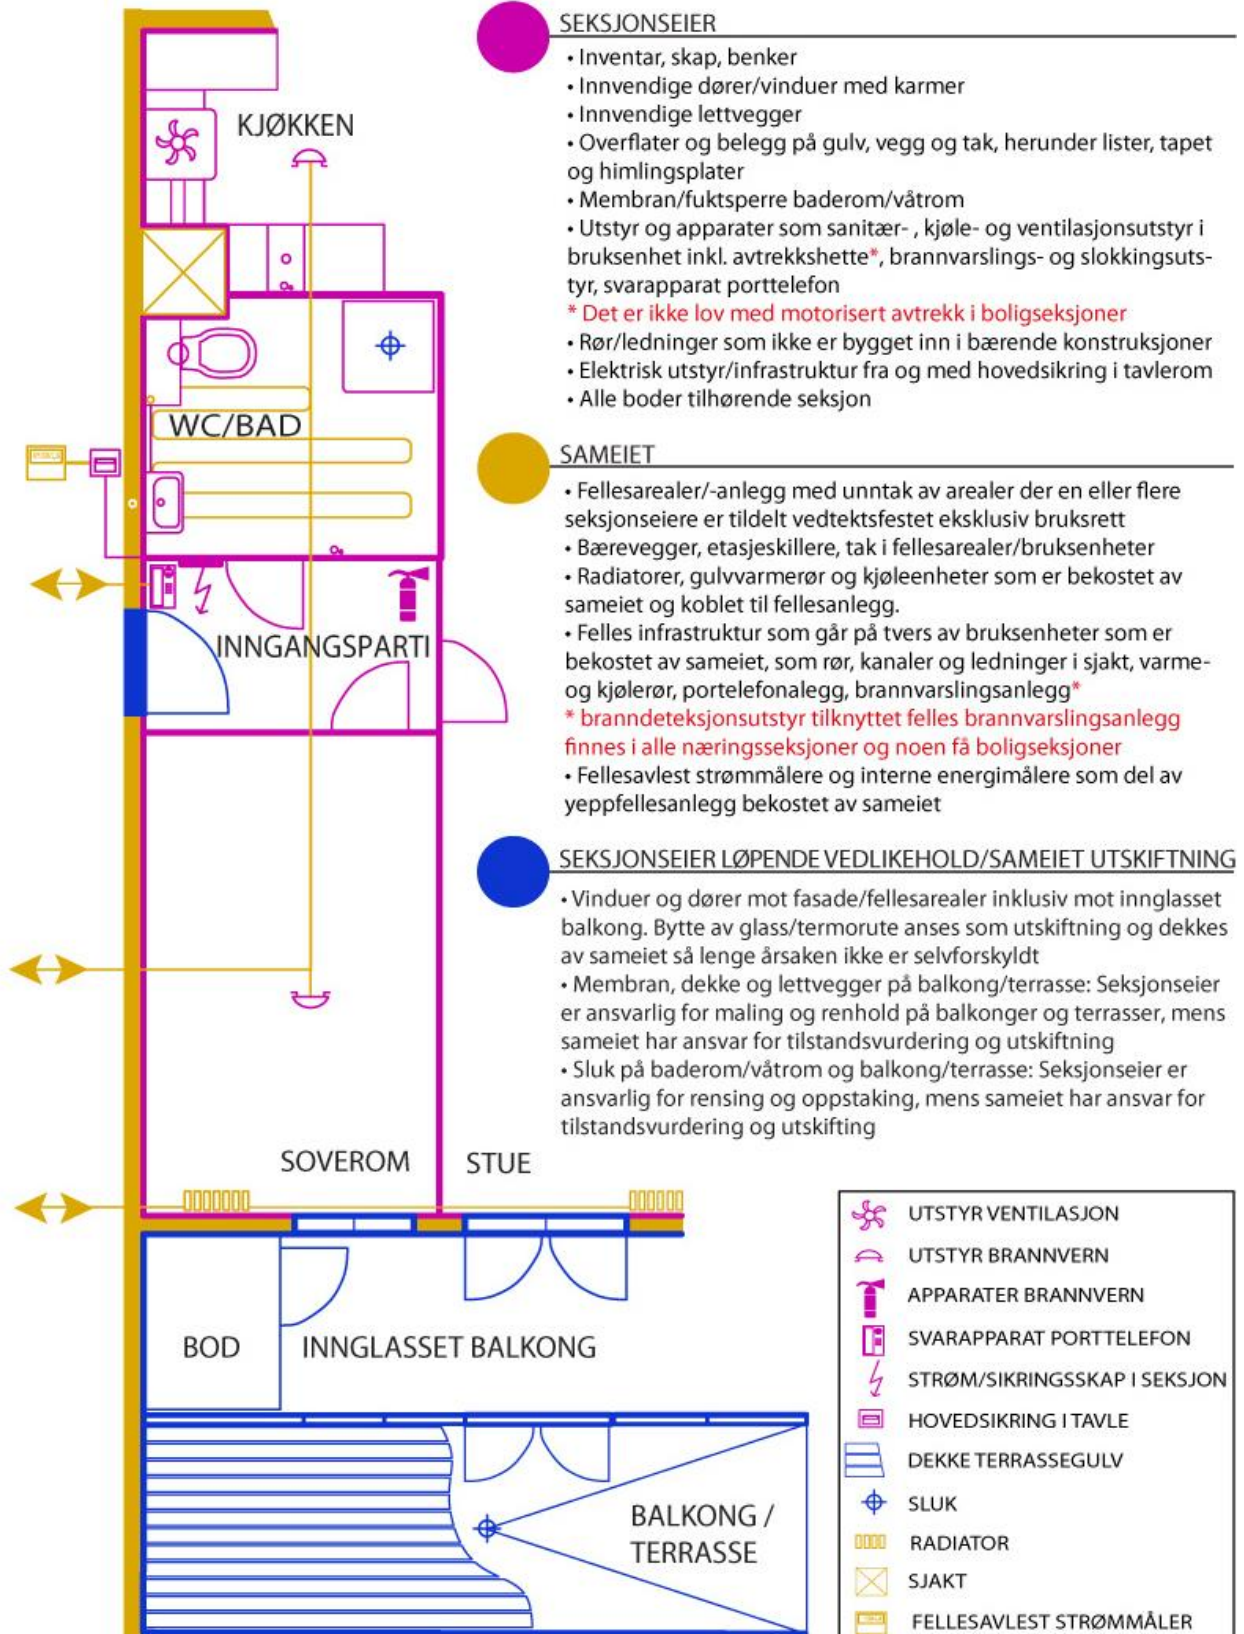 SEKSJONSEIER
• Inventar, skap, benker
• Innvendige dører/vinduer med karmer
• Innvendige lettvegger
• Overflater og belegg på gulv, vegg og tak, herunder lister, tapet
og himlingsplater
• Membran/fuktsperre baderom/våtrom
• Utstyr og apparater som sanitær- , kjøle- og ventilasjonsutstyr i
bruksenhet inkl. avtrekkshette*, brannvarslings- og slokkingsuts-
tyr, svarapparat porttelefon
* Det er ikke lov med motorisert avtrekk i boligseksjoner
• Rør/ledninger som ikke er bygget inn i bærende konstruksjoner
• Elektrisk utstyr/infrastruktur fra og med hovedsikring i tavlerom
• Alle boder tilhørende seksjon
SAMEIET
• Fellesarealer/-anlegg med unntak av arealer der en eller flere
seksjonseiere er tildelt vedtektsfestet eksklusiv bruksrett
• Bærevegger, etasjeskillere, tak i fellesarealer/bruksenheter
• Radiatorer, gulvvarmerør og kjøleenheter som er bekostet av
sameiet og koblet til fellesanlegg.
• Felles infrastruktur som går på tvers av bruksenheter som er
bekostet av sameiet, som rør, kanaler og ledninger i sjakt, varme-
og kjølerør, portelefonalegg, brannvarslingsanlegg*
* branndeteksjonsutstyr tilknyttet felles brannvarslingsanlegg
finnes i alle næringsseksjoner og noen få boligseksjoner
• Fellesavlest strømmålere og interne energimålere som del av
yeppfellesanlegg bekostet av sameiet
SEKSJONSEIER LØPENDE VEDLIKEHOLD/SAMEIET UTSKIFTNING
• Vinduer og dører mot fasade/fellesarealer inklusiv mot innglasset
balkong. Bytte av glass/termorute anses som utskiftning og dekkes
av sameiet så lenge årsaken ikke er selvforskyldt
• Membran, dekke og lettvegger på balkong/terrasse: Seksjonseier
er ansvarlig for maling og renhold på balkonger og terrasser, mens
sameiet har ansvar for tilstandsvurdering og utskiftning
• Sluk på baderom/våtrom og balkong/terrasse: Seksjonseier er
ansvarlig for rensing og oppstaking, mens sameiet har ansvar for
tilstandsvurdering og utskifting
KJØKKEN
WC/BAD
INNGANGSPARTI
SOVEROM
STUE
BOD
INNGLASSET BALKONG
BALKONG /
TERRASSE
UTSTYR VENTILASJON
UTSTYR BRANNVERN
APPARATER BRANNVERN
SVARAPPARAT PORTTELEFON
STRØM/SIKRINGSSKAP I SEKSJON
HOVEDSIKRING I TAVLE
DEKKE TERRASSEGULV
SLUK
RADIATOR
SJAKT
FELLESAVLEST STRØMMÅLER